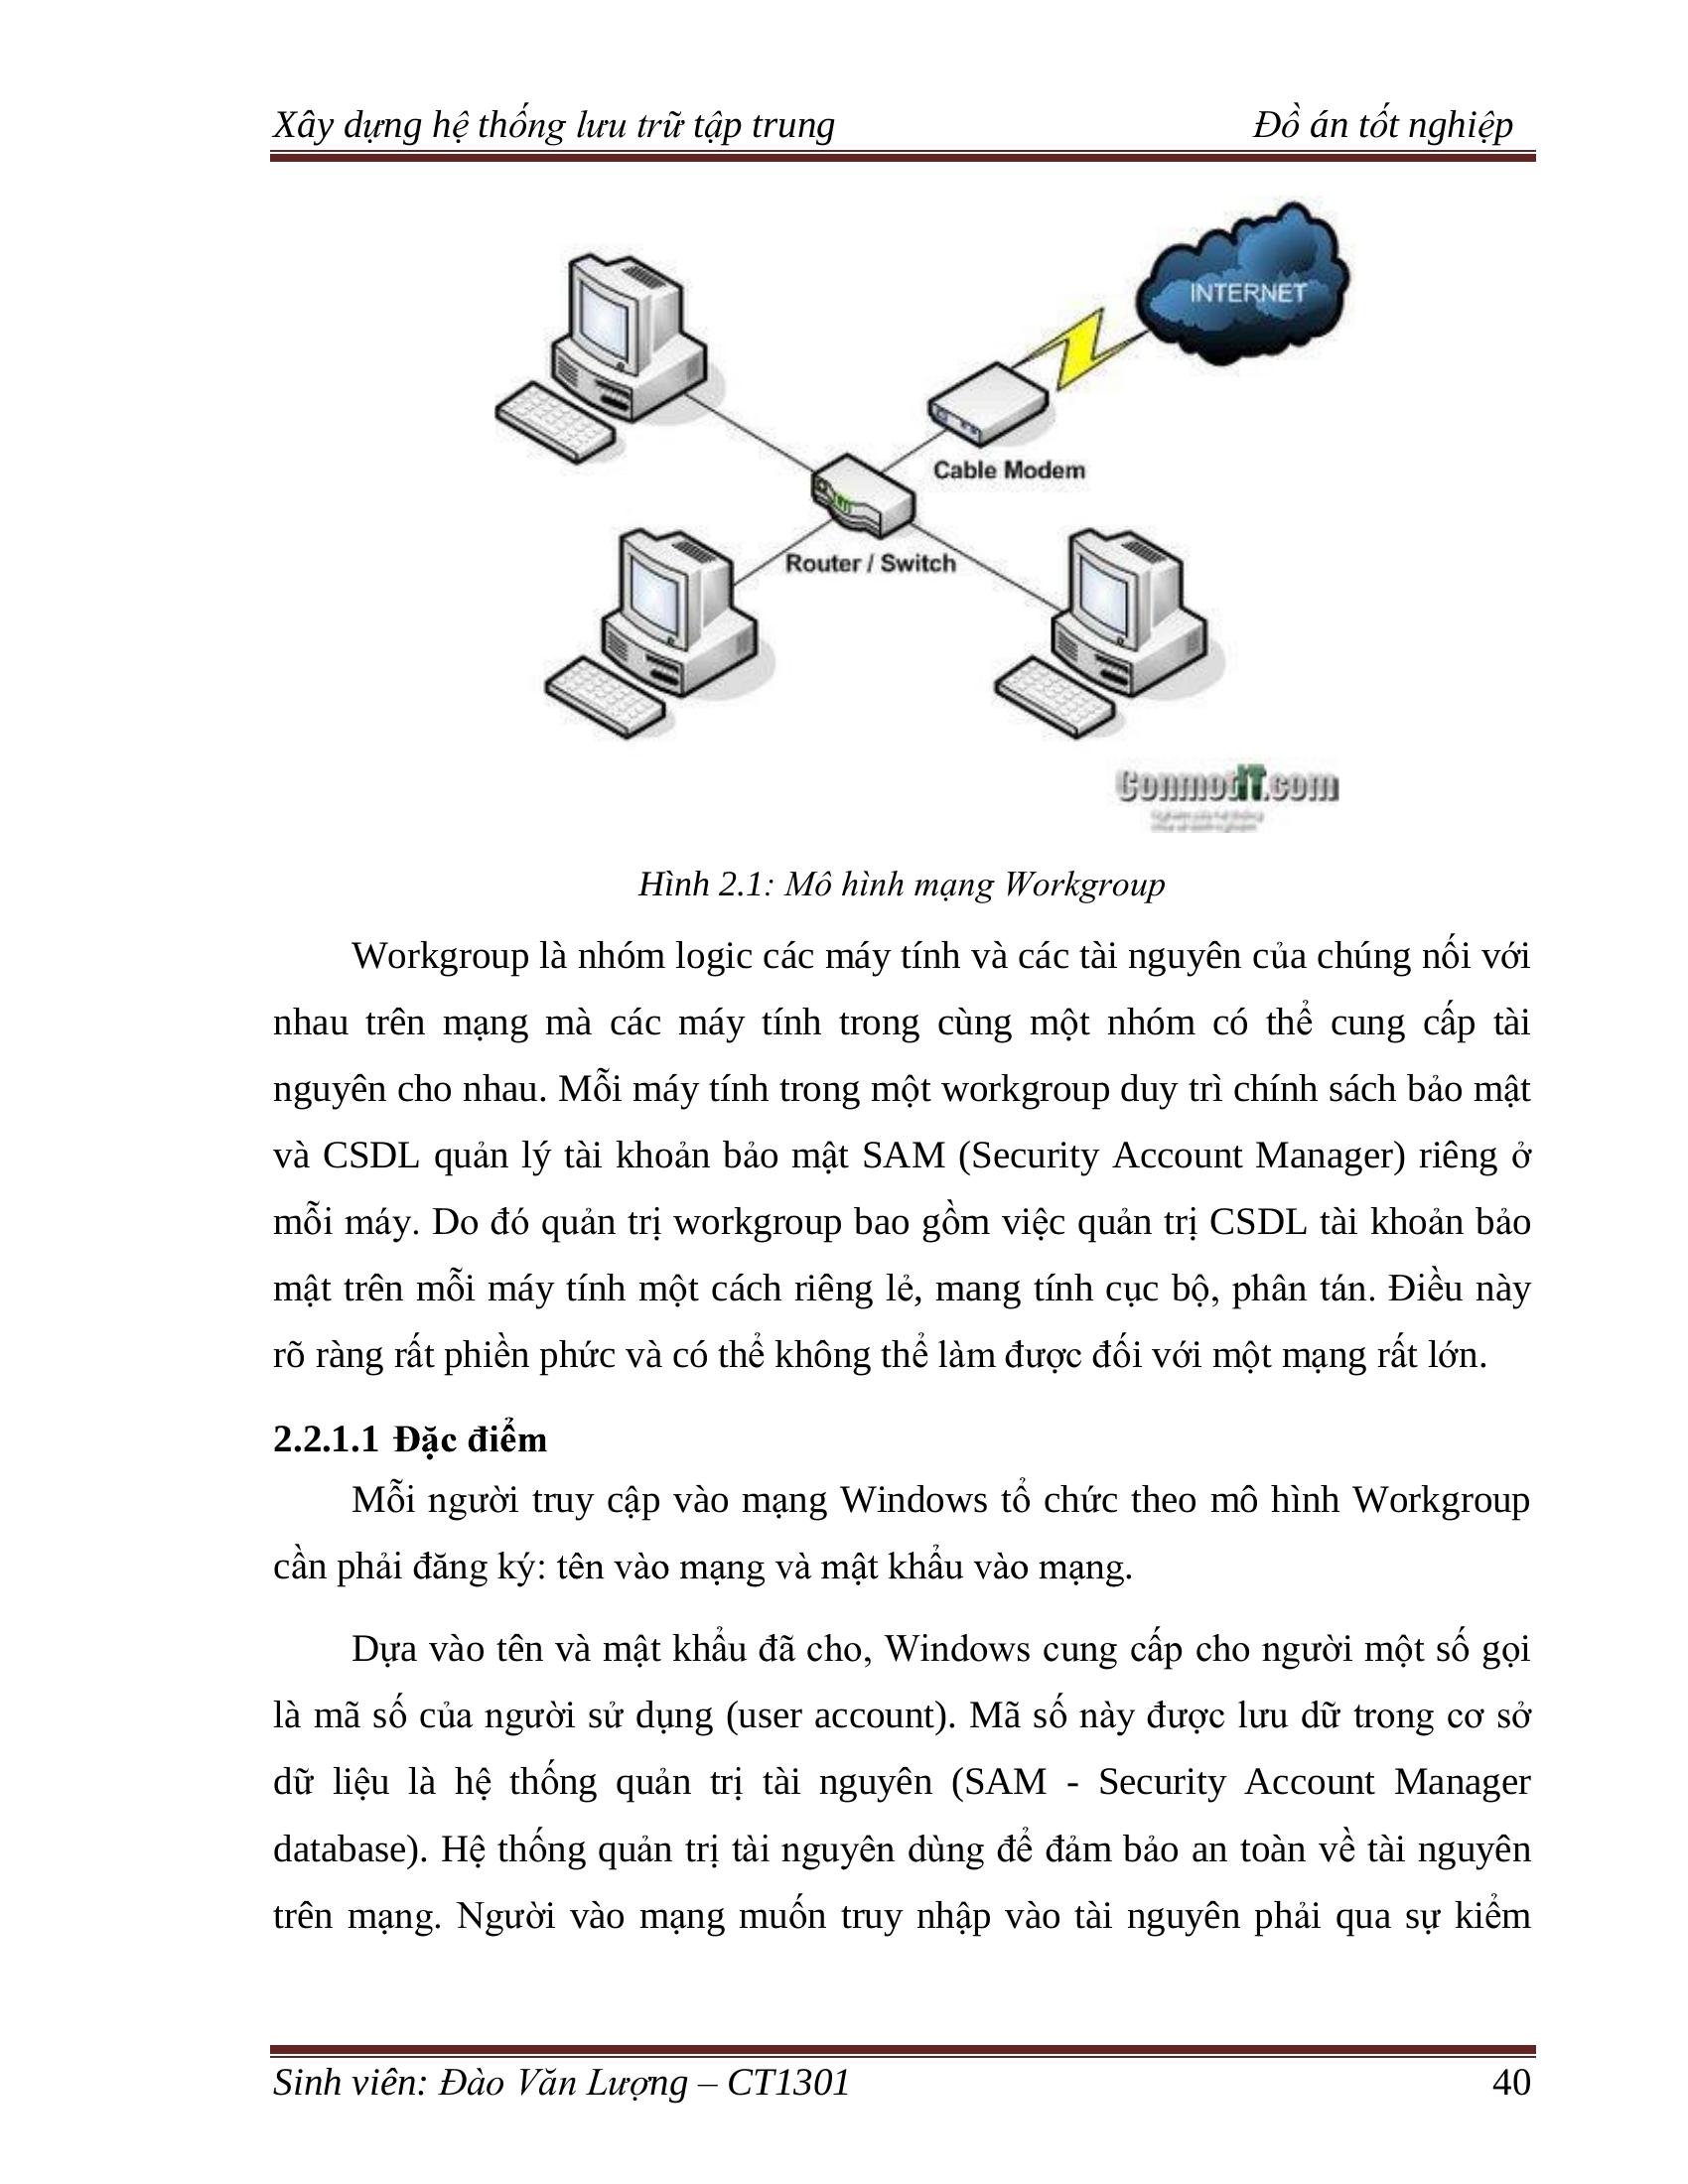 Xây dựng hệ thống lưu trữ tập trung Đồ án tốt nghiệp
INTERNET
Cable Modem
Router / Switch
ConmotIT.com
Hình 2.1: Mô hình mạng Workgroup
Workgroup là nhóm logic các máy tính và các tài nguyên của chúng nối với
nhau trên mạng mà các máy tính trong cùng một nhóm có thể cung cấp tài
nguyên cho nhau. Mỗi máy tính trong một workgroup duy trì chính sách bảo mật
và CSDL quản lý tài khoản bảo mật SAM (Security Account Manager) riêng ở
mỗi máy. Do đó quản trị workgroup bao gồm việc quản trị CSDL tài khoản bảo
mật trên mỗi máy tính một cách riêng lẻ, mang tính cục bộ, phân tán. Điều này
rõ ràng rất phiền phức và có thể không thể làm được đối với một mạng rất lớn.
2.2.1.1 Đặc điểm
Mỗi người truy cập vào mạng Windows tổ chức theo mô hình Workgroup
cần phải đăng ký: tên vào mạng và mật khẩu vào mạng.
Dựa vào tên và mật khẩu đã cho, Windows cung cấp cho người một số gọi
là mã số của người sử dụng (user account). Mã số này được lưu dữ trong cơ sở
dữ liệu là hệ thống quản trị tài nguyên (SAM - Security Account Manager
database). Hệ thống quản trị tài nguyên dùng để đảm bảo an toàn về tài nguyên
trên mạng. Người vào mạng muốn truy nhập vào tài nguyên phải qua sự kiểm
Sinh viên: Đào Văn Lượng – CT1301 40